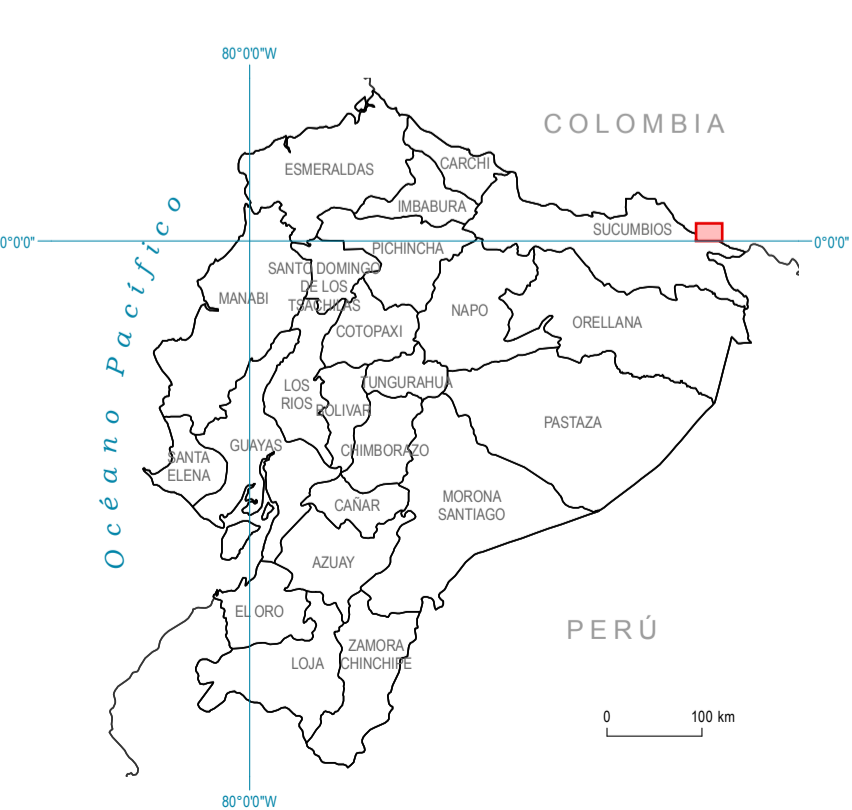 80°0'0"W
COLOMBIA
ESMERALDAS
CARCHI
IMBABURA
SUCUMBIOS
0°0'0"
0°0'0"
PICHINCHA
SANTO DOMINGO
DE LOS
TSACHILAS
MANABI
NAPO
ORELLANA
COTOPAXI
Océano Pacífico
TUNGURAHUA
LOS
RIOS
BOLIVAR
PASTAZA
GUAYAS
CHIMBORAZO
SANTA
ELENA
MORONA
SANTIAGO
CAÑAR
AZUAY
EL ORO
PERÚ
ZAMORA
CHINCHIPE
LOJA
0 100 km
80°0'0"W